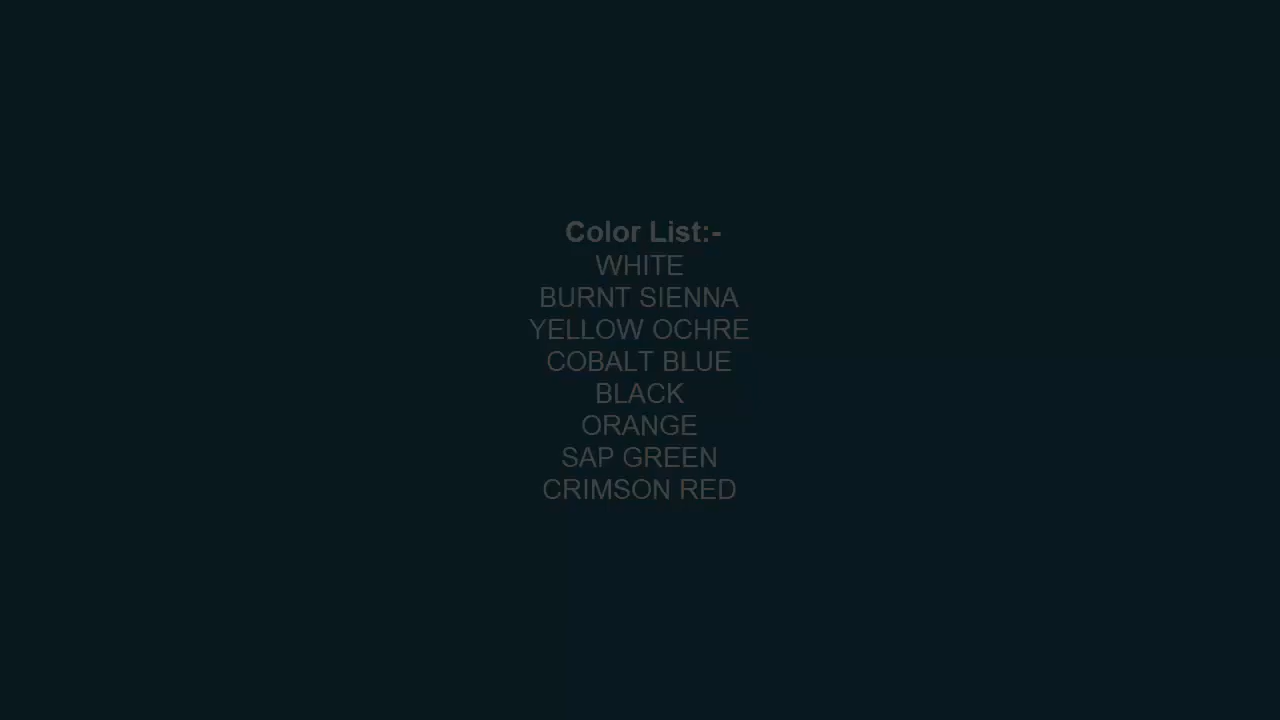 Color List:-
WHITE
BURNT SIENNA
YELLOW OCHRE
COBALT BLUE
BLACK
ORANGE
SAP GREEN
CRIMSON RED